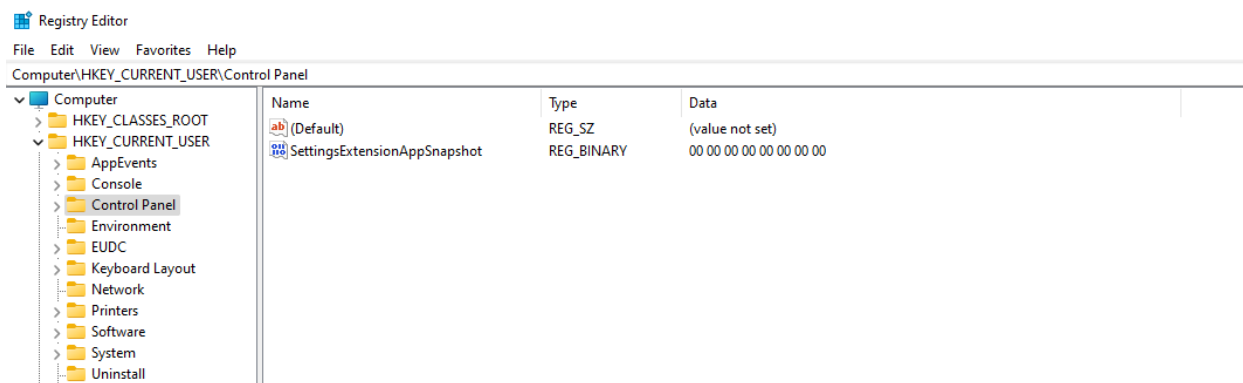 Registry Editor
File Edit View Favorites Help
Computer\HKEY_CURRENT_USER\Control Panel
Computer
HKEY_CLASSES_ROOT
HKEY_CURRENT_USER
AppEvents
Console
Control Panel
Environment
EUDC
Keyboard Layout
Network
Printers
Software
System
Uninstall
Name Type Data
(Default) REG_SZ (value not set)
SettingsExtensionAppSnapshot REG_BINARY 00 00 00 00 00 00 00 00